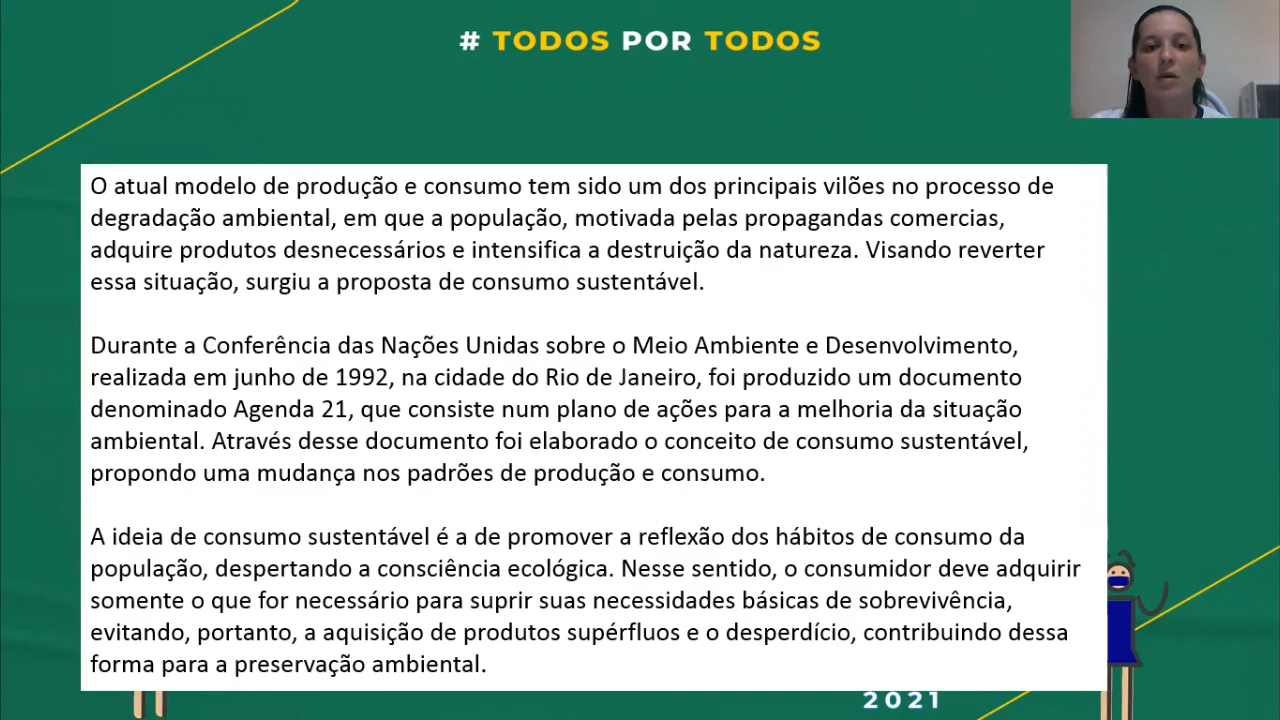 # TODOS POR TODOS
O atual modelo de produção e consumo tem sido um dos principais vilões no processo de
degradação ambiental, em que a população, motivada pelas propagandas comercias,
adquire produtos desnecessários e intensifica a destruição da natureza. Visando reverter
essa situação, surgiu a proposta de consumo sustentável.
Durante a Conferência das Nações Unidas sobre o Meio Ambiente e Desenvolvimento,
realizada em junho de 1992, na cidade do Rio de Janeiro, foi produzido um documento
denominado Agenda 21, que consiste num plano de ações para a melhoria da situação
ambiental. Através desse documento foi elaborado o conceito de consumo sustentável,
propondo uma mudança nos padrões de produção e consumo.
A ideia de consumo sustentável é a de promover a reflexão dos hábitos de consumo da
população, despertando a consciência ecológica. Nesse sentido, o consumidor deve adquirir
somente o que for necessário para suprir suas necessidades básicas de sobrevivência,
evitando, portanto, a aquisição de produtos supérfluos e o desperdício, contribuindo dessa
forma para a preservação ambiental.
2021